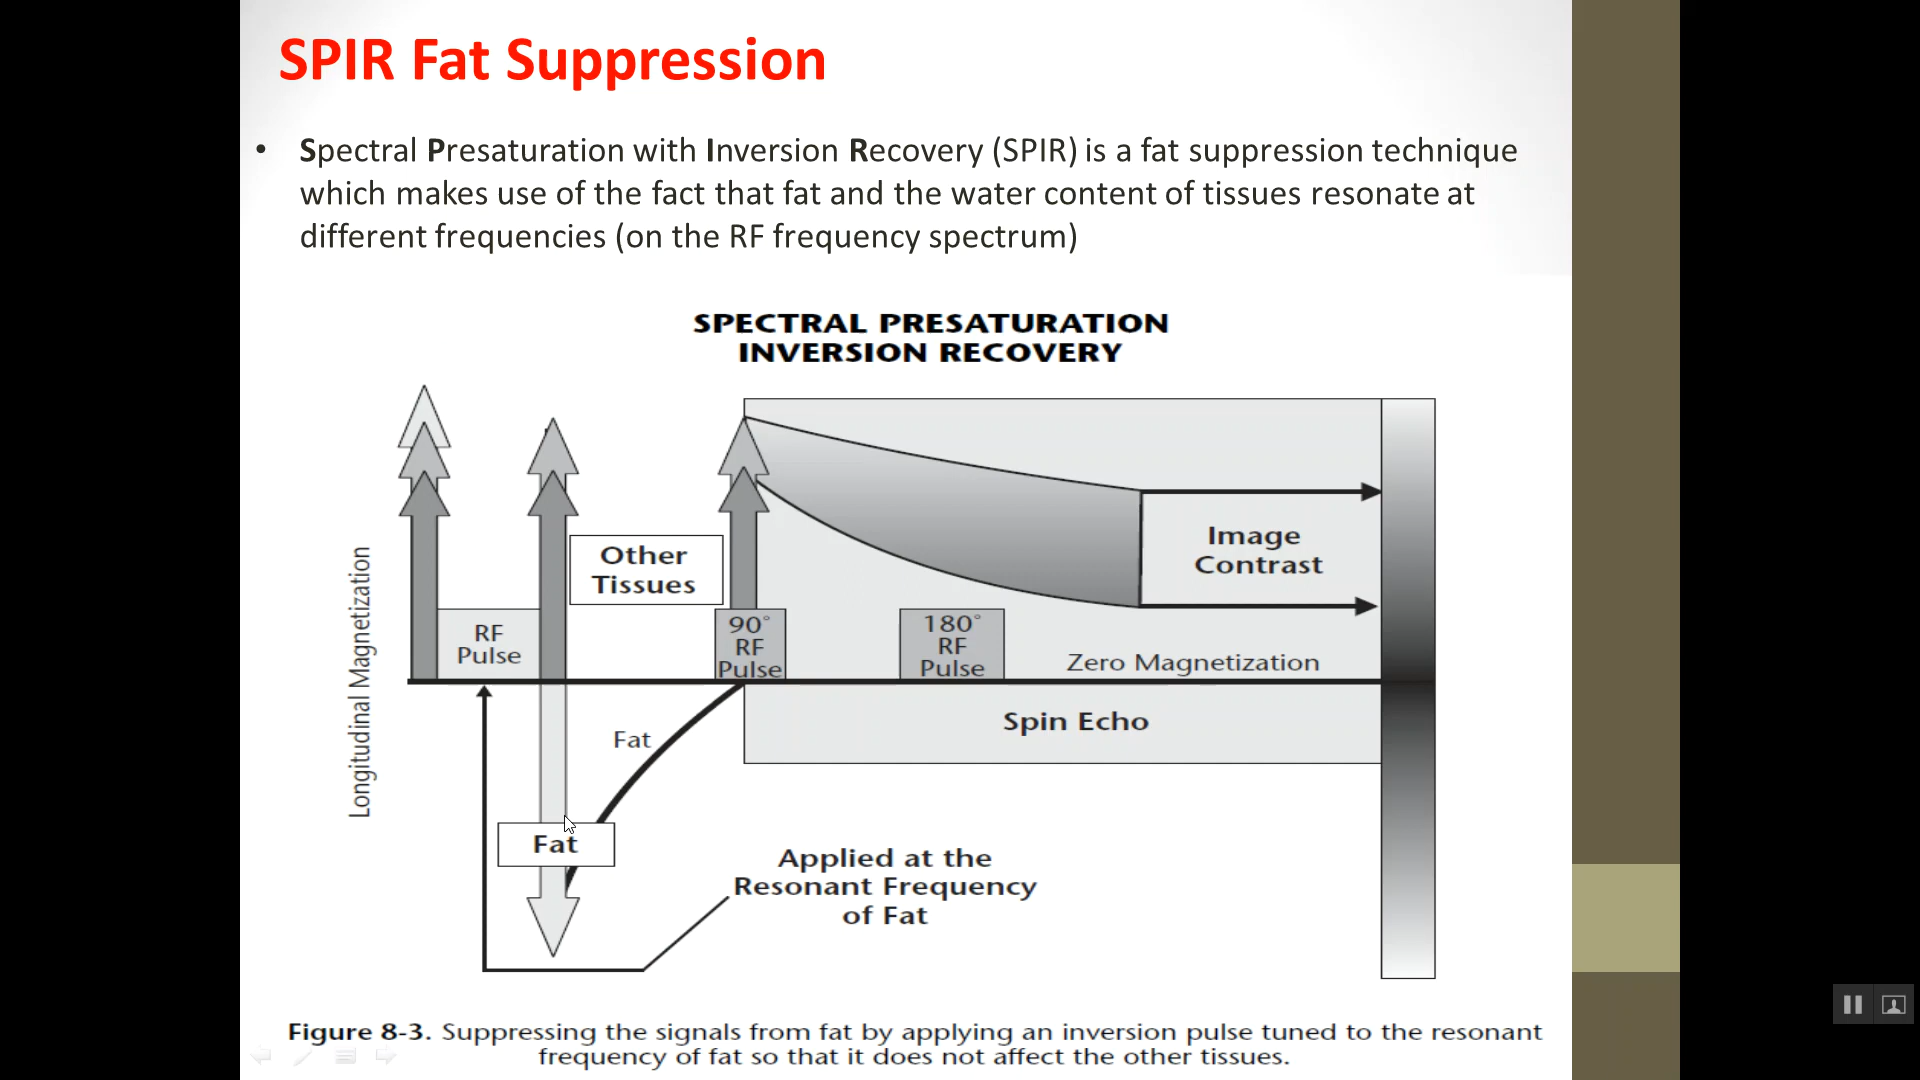 SPIR Fat Suppression
• Spectral Presaturation with Inversion Recovery (SPIR) is a fat suppression technique
which makes use of the fact that fat and the water content of tissues resonate at
different frequencies (on the RF frequency spectrum)
SPECTRAL PRESATURATION
INVERSION RECOVERY
Longitudinal Magnetization
RF
Pulse
Other
Tissues
90°
RF
Pulse
180°
RF
Pulse
Image
Contrast
Zero Magnetization
Spin Echo
Fat
Fat
Applied at the
Resonant Frequency
of Fat
Figure 8-3. Suppressing the signals from fat by applying an inversion pulse tuned to the resonant
frequency of fat so that it does not affect the other tissues.